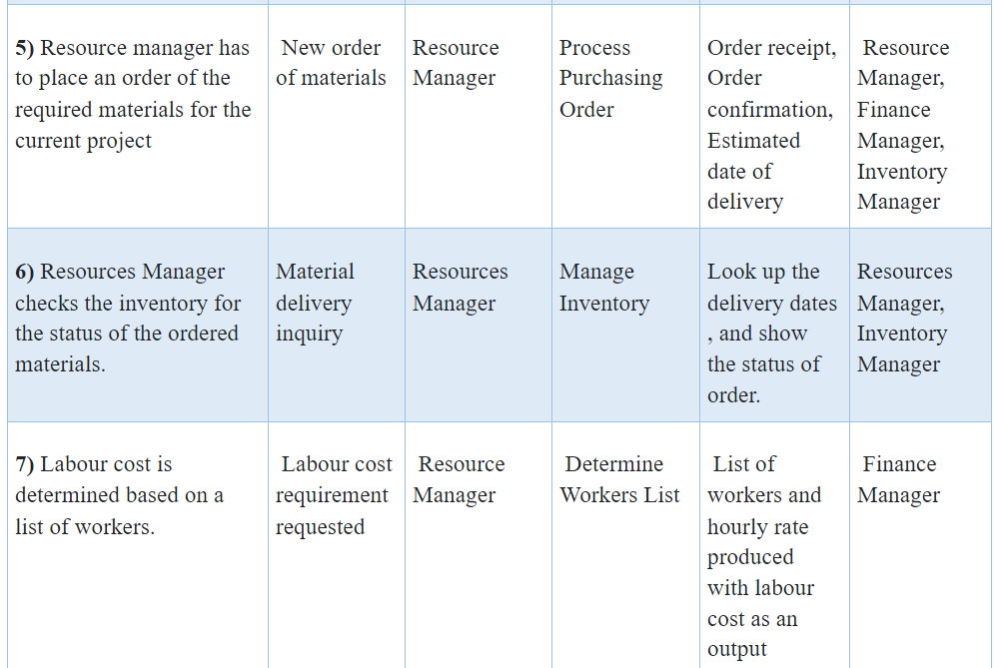 5) Resource manager has
to place an order of the
required materials for the
current project
New order
of materials
Resource
Manager
Process
Purchasing
Order
Order receipt,
Order
confirmation,
Estimated
date of
delivery
Resource
Manager,
Finance
Manager,
Inventory
Manager
6) Resources Manager
checks the inventory for
the status of the ordered
materials.
Material
delivery
inquiry
Resources
Manager
Manage
Inventory
Look up the
delivery dates
, and show
the status of
order.
Resources
Manager,
Inventory
Manager
7) Labour cost is
determined based on a
list of workers.
Labour cost
requirement
requested
Resource
Manager
Determine
Workers List
List of
workers and
hourly rate
produced
with labour
cost as an
output
Finance
Manager